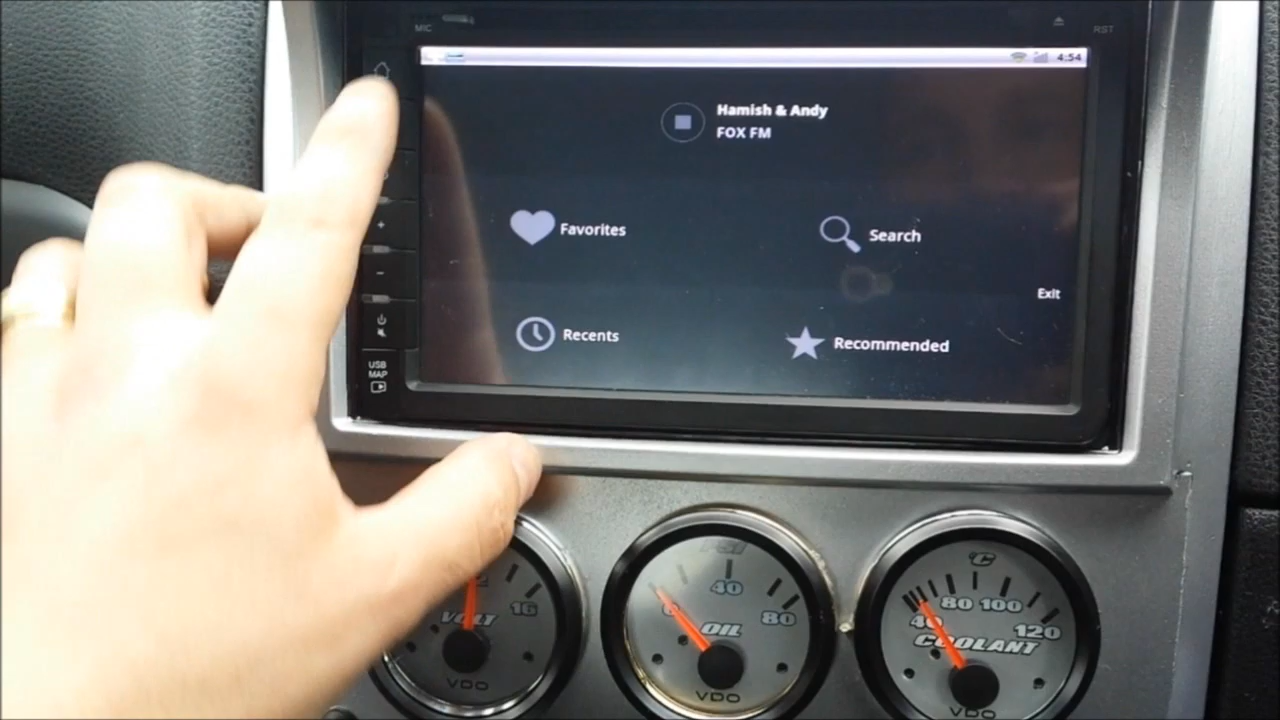 MIC
RST
4:54
Hamish & Andy
FOX FM
Favorites
Search
Exit
Recents
Recommended
USB
MAP
16
VOLT
VDO
PSI
0
40
80
OIL
VDO
°C
40
80
100
120
COOLANT
VDO